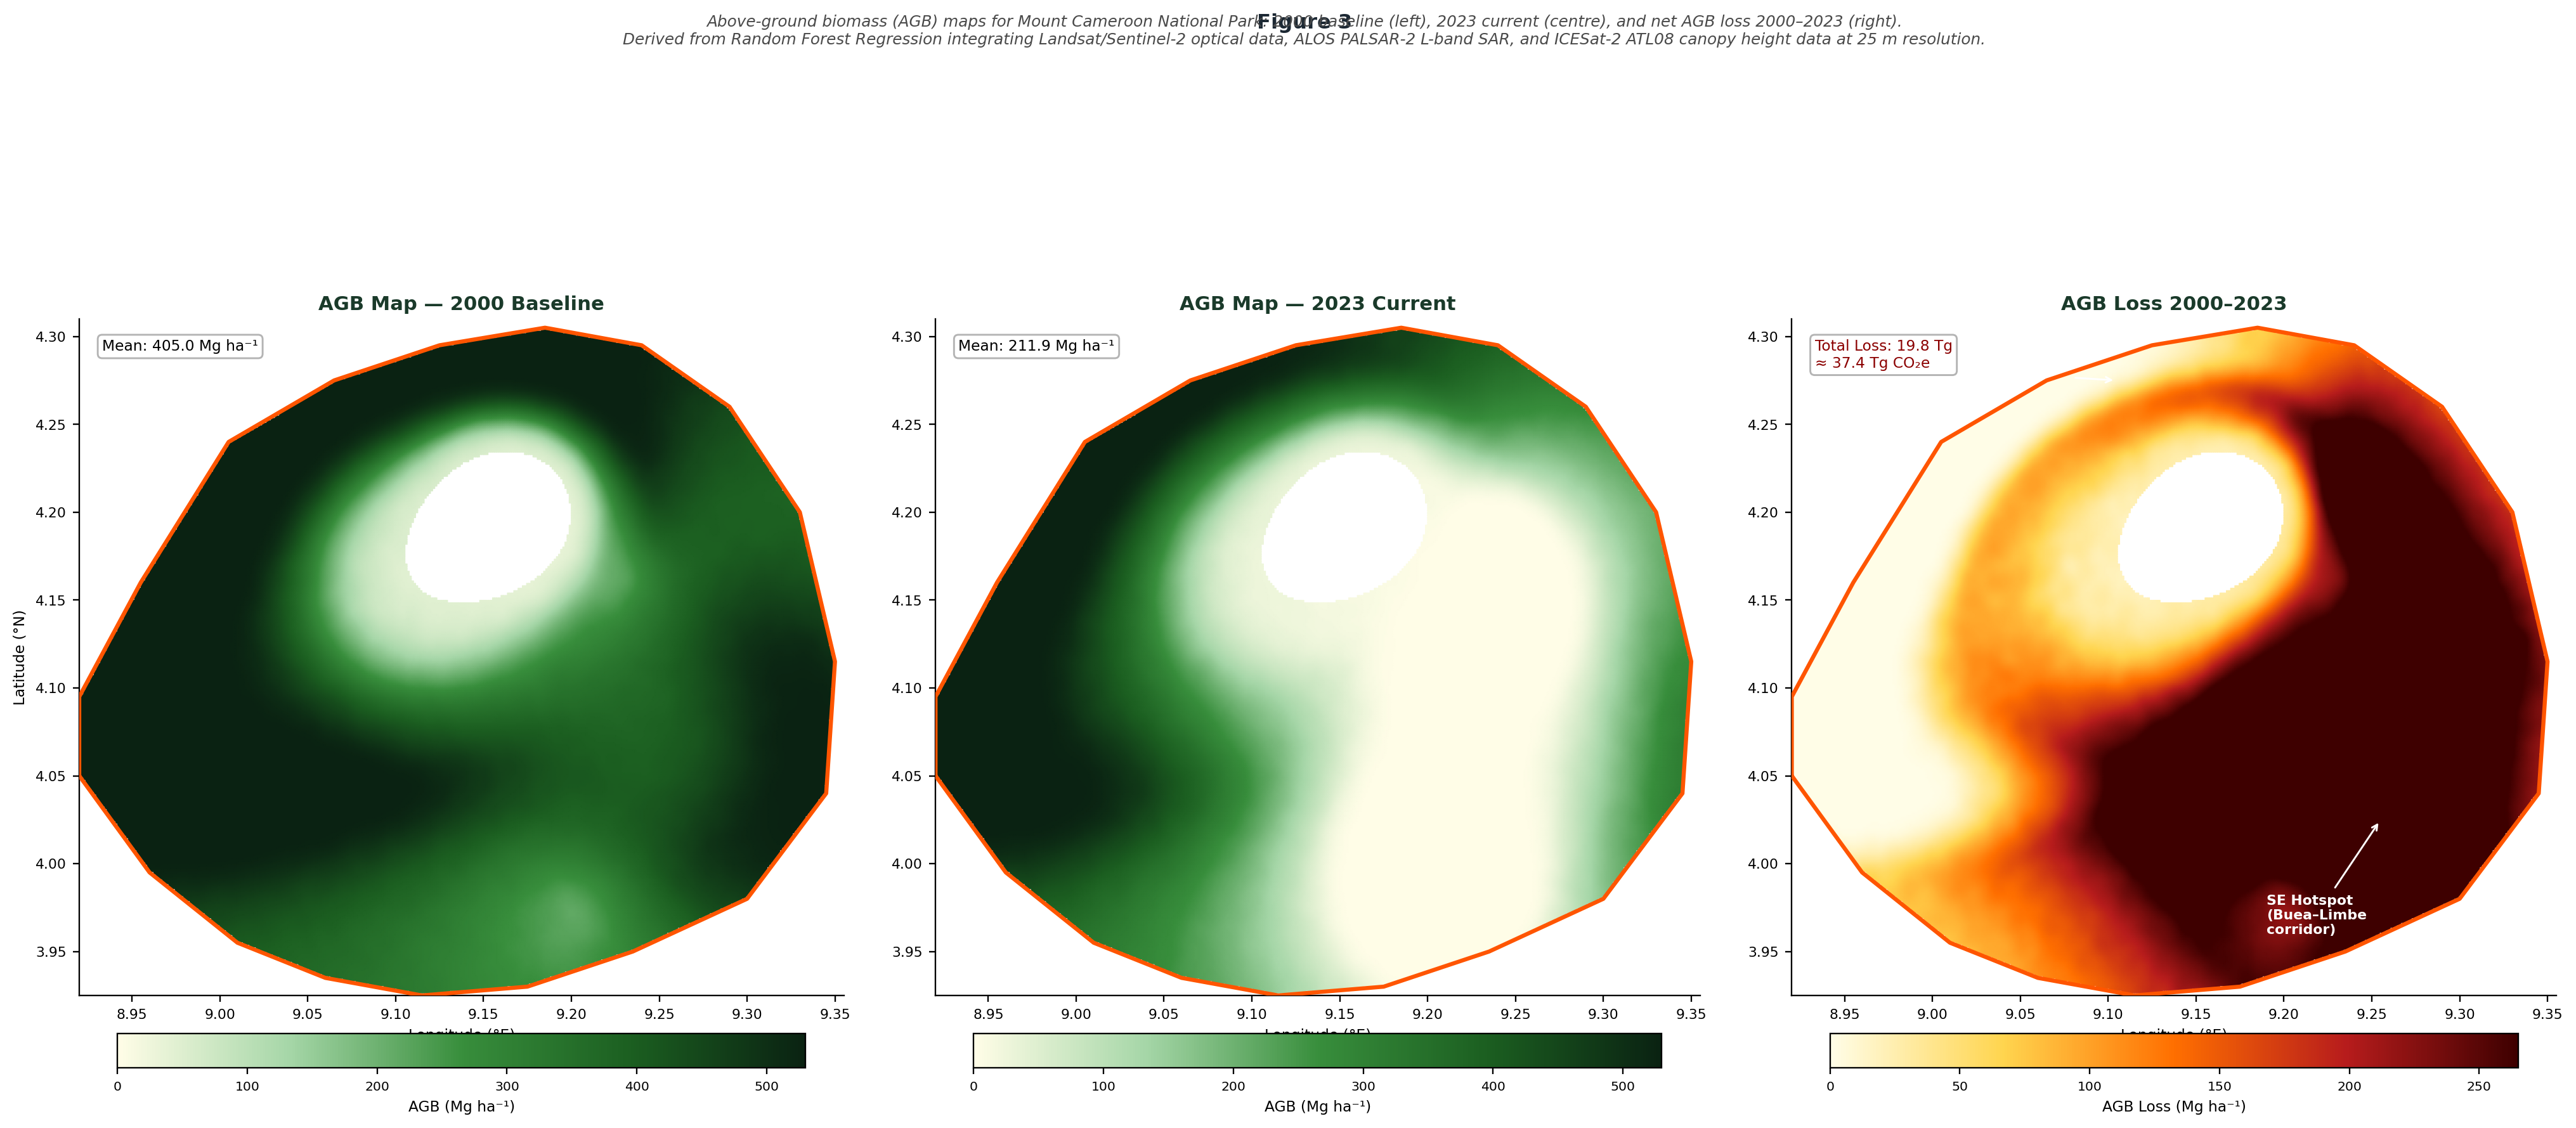 Figure 3
Above-ground biomass (AGB) maps for Mount Cameroon National Park: 2000 baseline (left), 2023 current (centre), and net AGB loss 2000–2023 (right).
Derived from Random Forest Regression integrating Landsat/Sentinel-2 optical data, ALOS PALSAR-2 L-band SAR, and ICESat-2 ATL08 canopy height data at 25 m resolution.
AGB Map — 2000 Baseline
Mean: 405.0 Mg ha⁻¹
Latitude (°N)
4.30
4.25
4.20
4.15
4.10
4.05
4.00
3.95
8.95 9.00 9.05 9.10 9.15 9.20 9.25 9.30 9.35
Longitude (°E)
0 100 200 300 400 500
AGB (Mg ha⁻¹)
AGB Map — 2023 Current
Mean: 211.9 Mg ha⁻¹
4.30
4.25
4.20
4.15
4.10
4.05
4.00
3.95
8.95 9.00 9.05 9.10 9.15 9.20 9.25 9.30 9.35
Longitude (°E)
0 100 200 300 400 500
AGB (Mg ha⁻¹)
AGB Loss 2000–2023
Total Loss: 19.8 Tg
≈ 37.4 Tg CO₂e
4.30
4.25
4.20
4.15
4.10
4.05
4.00
3.95
SE Hotspot
(Buea–Limbe
corridor)
8.95 9.00 9.05 9.10 9.15 9.20 9.25 9.30 9.35
Longitude (°E)
0 50 100 150 200 250
AGB Loss (Mg ha⁻¹)